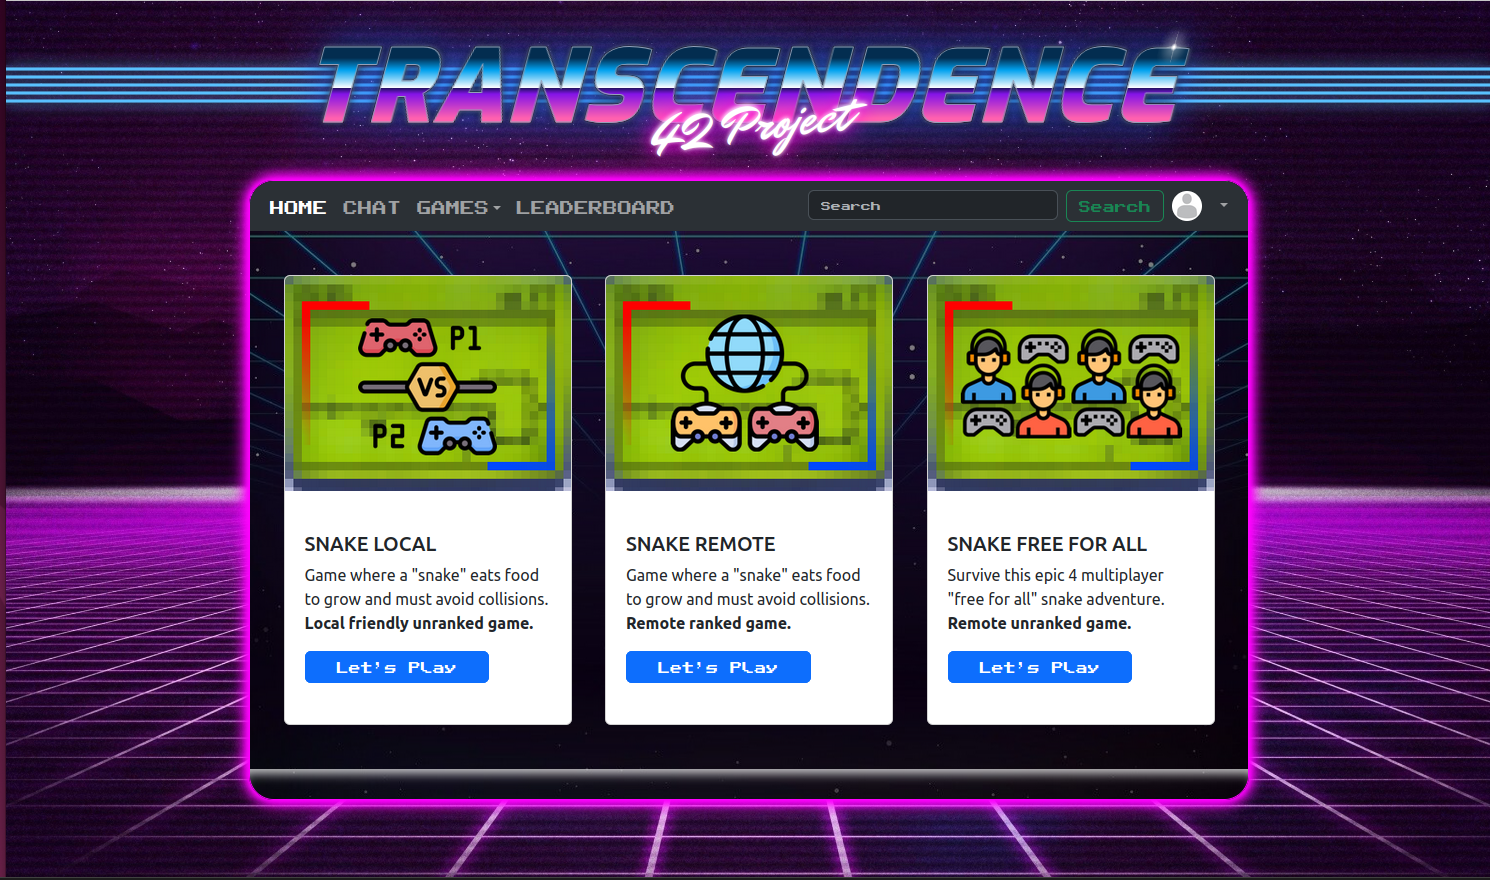 TRANSCENDENCE
42 Project
HOME CHAT GAMES LEADERBOARD Search Search
P1
VS
P2
SNAKE LOCAL
Game where a "snake" eats food
to grow and must avoid collisions.
Local friendly unranked game.
Let's Play
SNAKE REMOTE
Game where a "snake" eats food
to grow and must avoid collisions.
Remote ranked game.
Let's Play
SNAKE FREE FOR ALL
Survive this epic 4 multiplayer
"free for all" snake adventure.
Remote unranked game.
Let's Play